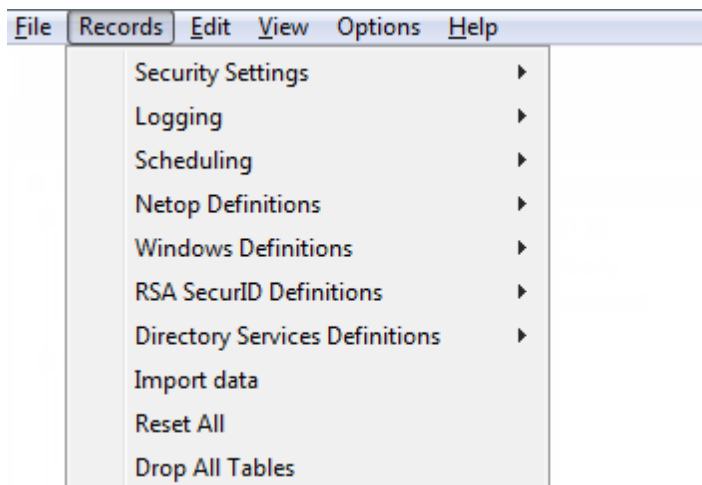 File Records Edit View Options Help
Security Settings
Logging
Scheduling
Netop Definitions
Windows Definitions
RSA SecurID Definitions
Directory Services Definitions
Import data
Reset All
Drop All Tables